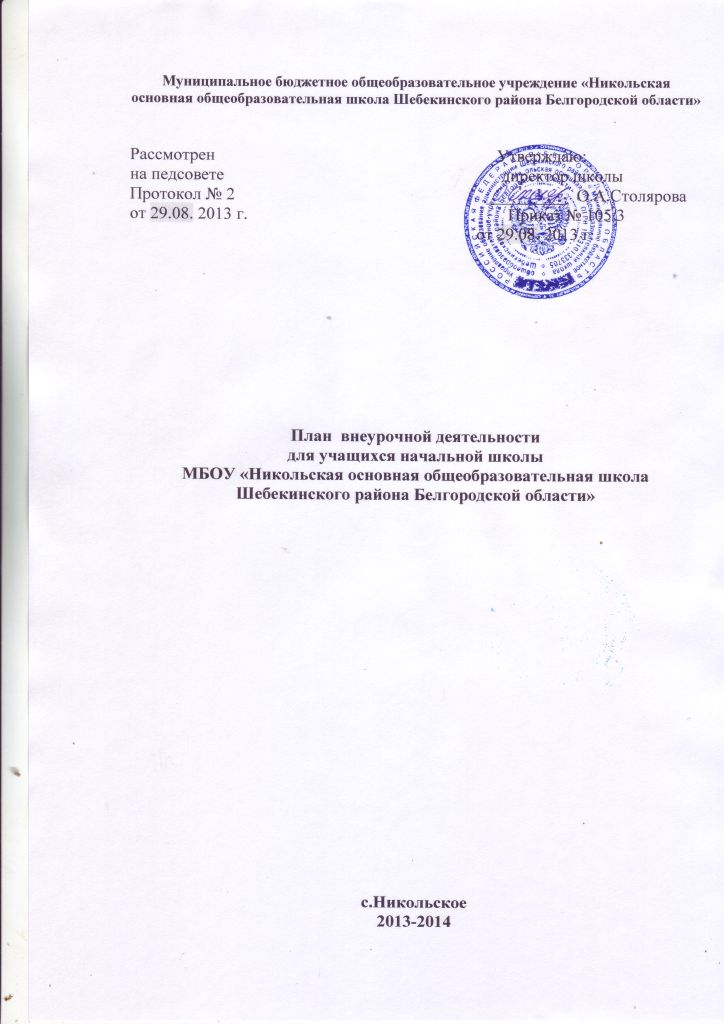 Муниципальное бюджетное общеобразовательное учреждение «Никольская
основная общеобразовательная школа Шебекинского района Белгородской области»
Рассмотрен
на педсовете
Протокол № 2
от 29.08. 2013 г.
Утверждаю:
директор школы
О.А.Столярова
Приказ № 105/3
от 29.08. 2013 г.
План внеурочной деятельности
для учащихся начальной школы
МБОУ «Никольская основная общеобразовательная школа
Шебекинского района Белгородской области»
с.Никольское
2013-2014